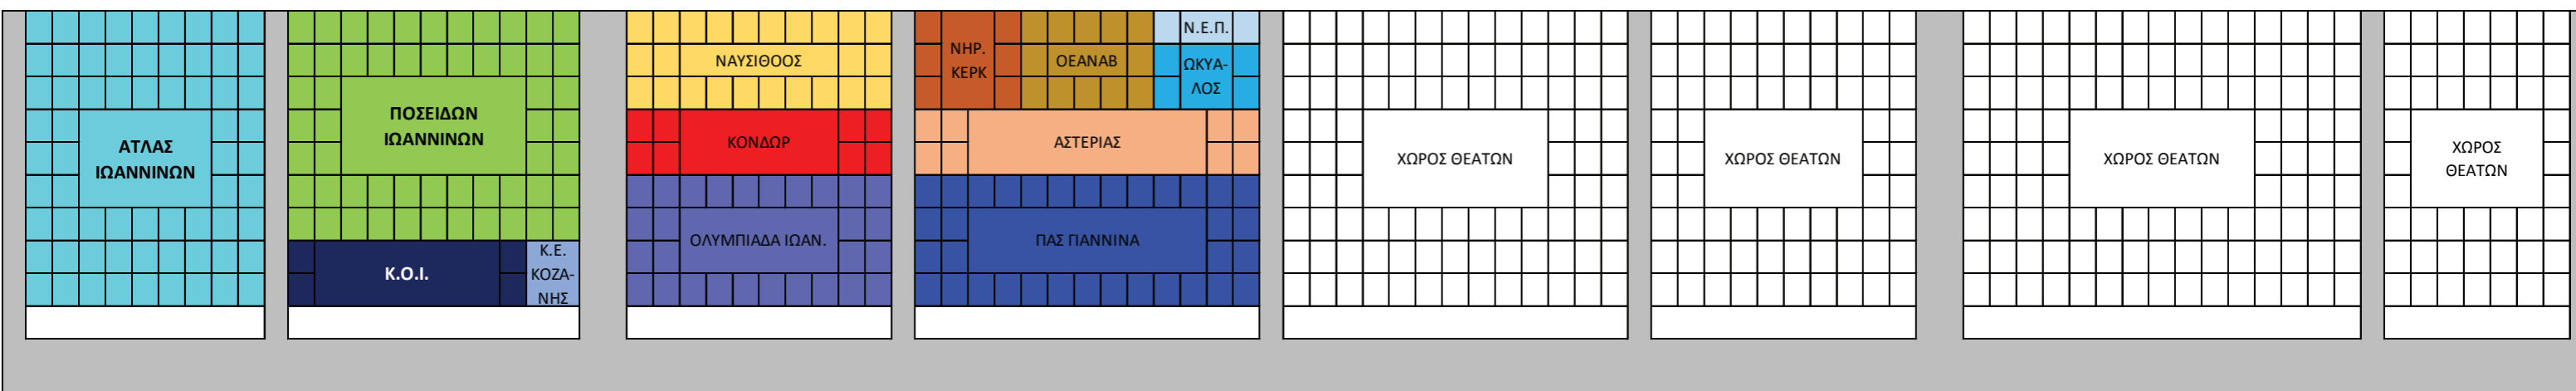 ΑΤΛΑΣ
ΙΩΑΝΝΙΝΩΝ
ΠΟΣΕΙΔΩΝ
ΙΩΑΝΝΙΝΩΝ
Κ.Ο.Ι.
Κ.Ε.
ΚΟΖΑ-
ΝΗΣ
ΝΑΥΣΙΘΟΟΣ
ΚΟΝΔΩΡ
ΟΛΥΜΠΙΑΔΑ ΙΩΑΝ.
ΝΗΡ.
ΚΕΡΚ
ΟΕΑΝΑΒ
Ν.Ε.Π.
ΩΚΥΑ-
ΛΟΣ
ΑΣΤΕΡΙΑΣ
ΠΑΣ ΓΙΑΝΝΙΝΑ
ΧΩΡΟΣ ΘΕΑΤΩΝ
ΧΩΡΟΣ ΘΕΑΤΩΝ
ΧΩΡΟΣ ΘΕΑΤΩΝ
ΧΩΡΟΣ
ΘΕΑΤΩΝ